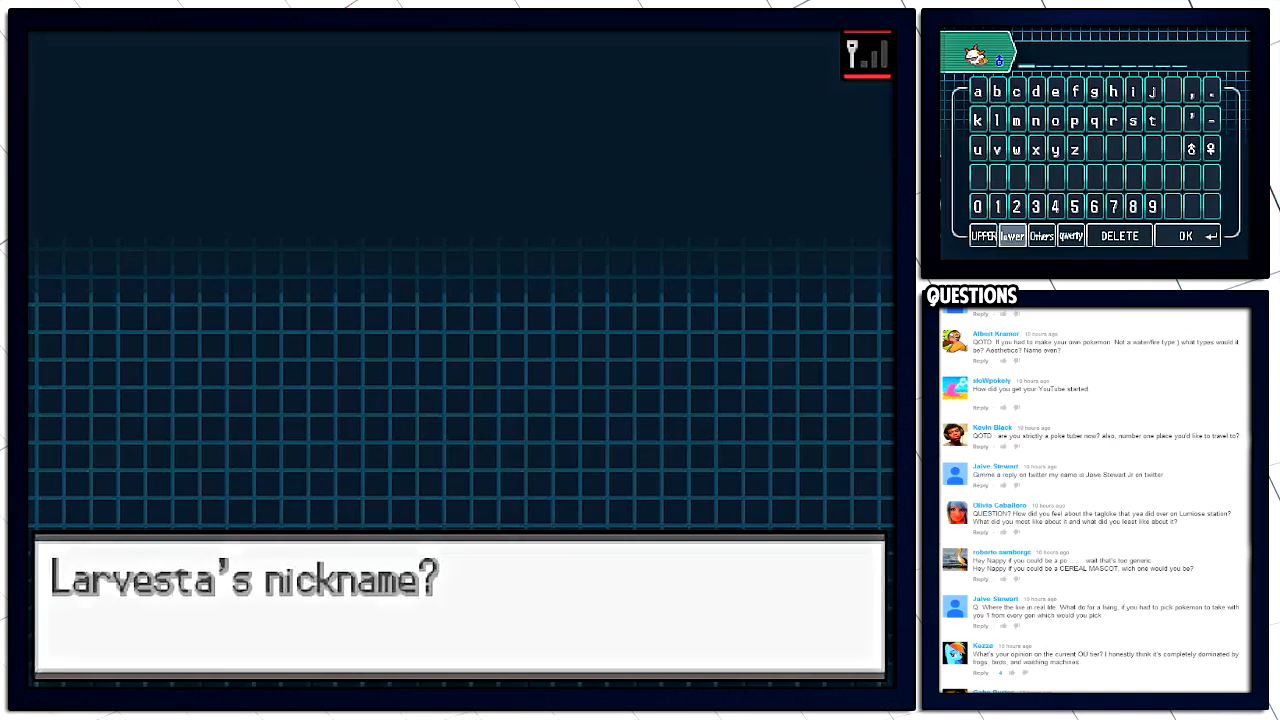 Larvesta's nickname?
a b c d e f g h i j , .
k l m n o p q r s t ' -
u v w x y z ♂ ♀
0 1 2 3 4 5 6 7 8 9
UPPER lower Others qwerty DELETE OK
QUESTIONS
Reply
Albert Kramor 10 hours ago
QOTD: If you had to make your own pokemon. Not a water/fire type ) what types would it
be? Aesthetics? Name even?
Reply
sloWpokely 10 hours ago
How did you get your YouTube started
Reply
Kevin Black 10 hours ago
QOTD : are you strictly a poke tuber now? also, number one place you'd like to travel to?
Reply
Jaive Stewart 10 hours ago
Gimme a reply on twitter my name is Jaive Stewart Jr on twitter
Reply
Olivia Caballero 10 hours ago
QUESTION? How did you feel about the tagloke that yea did over on Lumiose station?
What did you most like about it and what did you least like about it?
Reply
roberto samborge 10 hours ago
Hey Nappy if you could be a po....... wait that's too generic
Hey Nappy if you could be a CEREAL MASCOT, wich one would you be?
Reply
Jaive Stewart 10 hours ago
Q: Where the live in real life. What do for a living, if you had to pick pokemon to take with
you 1 from every gen which would you pick
Reply
Kezzo 10 hours ago
What's your opinion on the current OU tier? I honestly think it's completely dominated by
frogs, birds, and washing machines
Reply 4